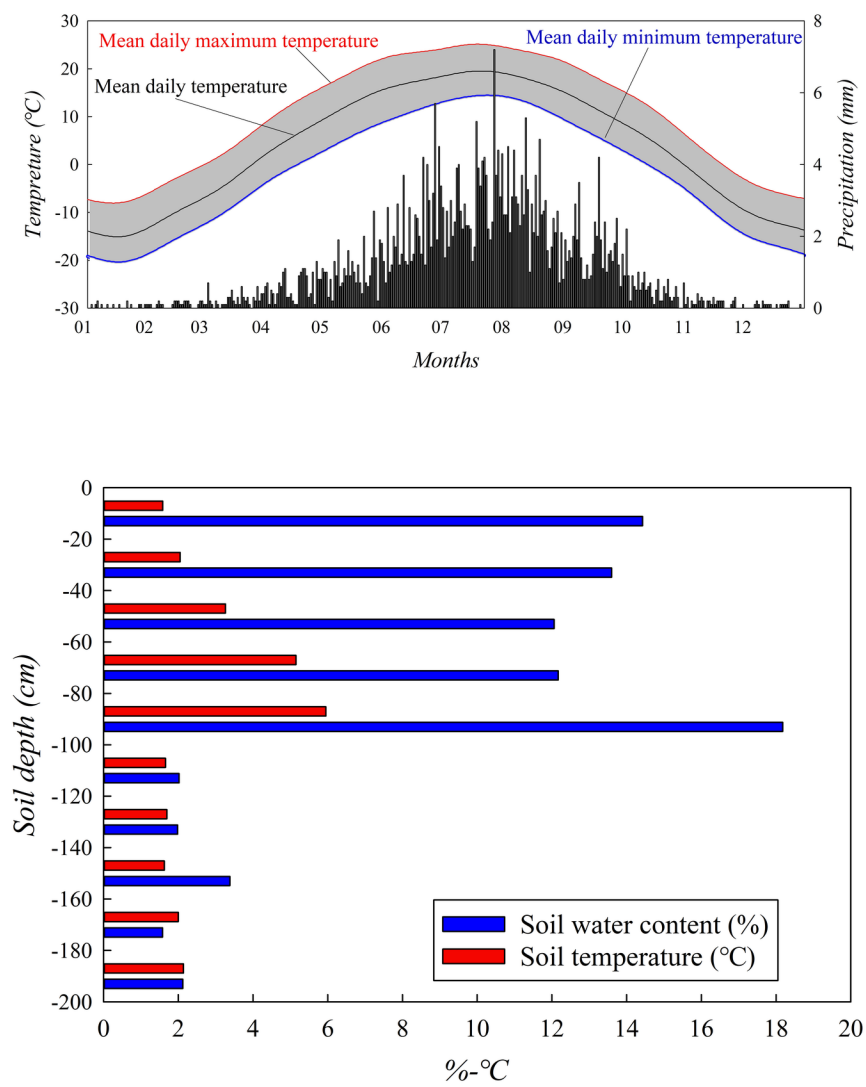 30
20
10
0
-10
-20
-30
Tempreture (℃)
Mean daily maximum temperature
Mean daily minimum temperature
Mean daily temperature
8
6
4
2
0
Precipitation (mm)
01 02 03 04 05 06 07 08 09 10 11 12
Months
0
-20
-40
-60
-80
-100
-120
-140
-160
-180
-200
Soil depth (cm)
Soil water content (%)
Soil temperature (℃)
0 2 4 6 8 10 12 14 16 18 20
%-℃